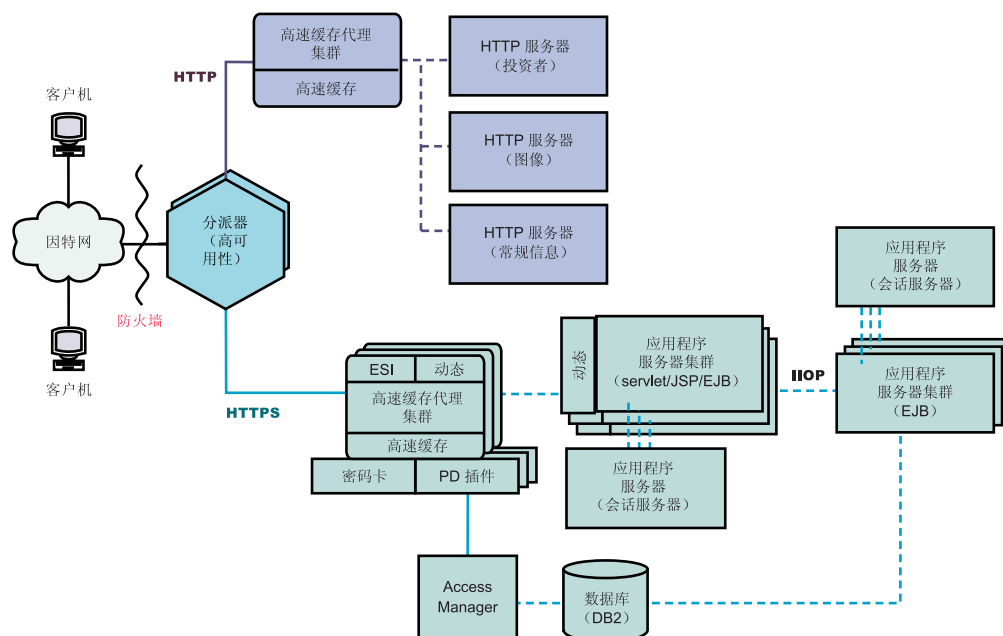 高速缓存代理
集群
高速缓存
HTTP
HTTP 服务器
(投资者)
HTTP 服务器
(图像)
HTTP 服务器
(常规信息)
客户机
因特网
防火墙
分派器
(高可
用性)
客户机
HTTPS
ESI
动态
高速缓存代理
集群
高速缓存
密码卡
PD 插件
动态
应用程序
服务器集群
(servlet/JSP/EJB)
应用程序
服务器
(会话服务器)
IIOP
应用程序
服务器
(会话服务器)
应用程序
服务器集群
(EJB)
Access
Manager
数据库
(DB2)